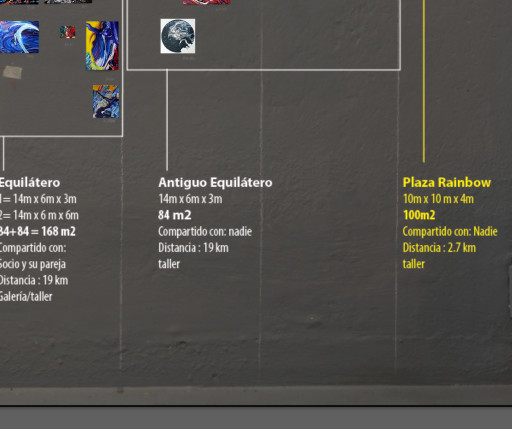 Equilátero
= 14m x 6m x 3m
2= 14m x 6 m x 6m
84+84 = 168 m2
Compartido con:
Socio y su pareja
Distancia : 19 km
Galería/taller
Antiguo Equilátero
14m x 6m x 3m
84 m2
Compartido con: nadie
Distancia : 19 km
taller
Plaza Rainbow
10m x 10 m x 4m
100m2
Compartido con: Nadie
Distancia : 2.7 km
taller